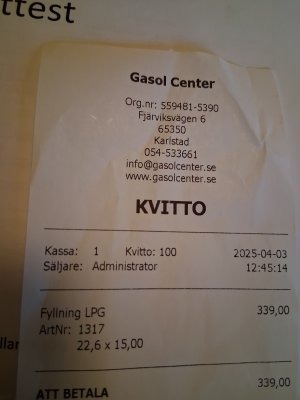 ttest
Gasol Center
Org.nr: 559481-5390
Fjärviksvägen 6
65350
Karlstad
054-533661
info@gasolcenter.se
www.gasolcenter.se
KVITTO
Kassa: 1 Kvitto: 100 2025-04-03
Säljare: Administrator 12:45:14
Fyllning LPG 339,00
ArtNr: 1317
22,6 x 15,00
ATT BETALA 339,00